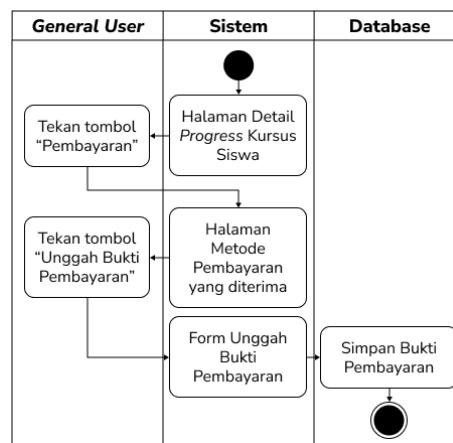 General User
Sistem
Database
Halaman Detail
Progress Kursus
Siswa
Tekan tombol
“Pembayaran”
Halaman
Metode
Pembayaran
yang diterima
Tekan tombol
“Unggah Bukti
Pembayaran”
Form Unggah
Bukti
Pembayaran
Simpan Bukti
Pembayaran